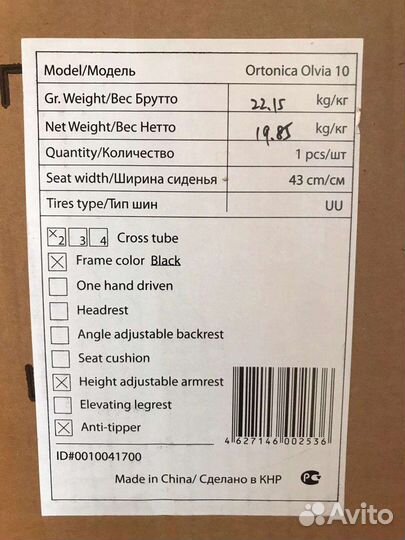 Model/Модель Ortonica Olvia 10
Gr. Weight/Вес Брутто 22.15 kg/кг
Net Weight/Вес Нетто 19.85 kg/кг
Quantity/Количество 1 pcs/шт
Seat width/Ширина сиденья 43 cm/см
Tires type/Тип шин UU
2 3 4 Cross tube
Frame color Black
One hand driven
Headrest
Angle adjustable backrest
Seat cushion
Height adjustable armrest
Elevating legrest
Anti-tipper
4 627146 002536
ID#0010041700
Made in China/ Сделано в КНР
Avito